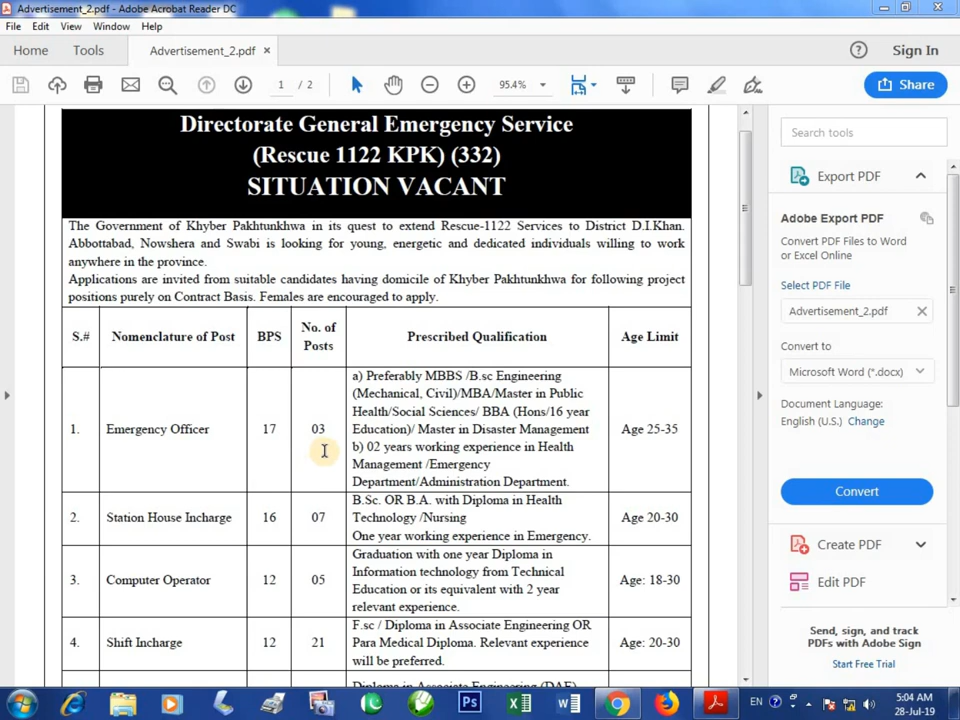 Advertisement_2.pdf - Adobe Acrobat Reader DC
File Edit View Window Help
Home Tools Advertisement_2.pdf × Sign In
1 / 2 95.4% Share
Directorate General Emergency Service
(Rescue 1122 KPK) (332)
SITUATION VACANT
The Government of Khyber Pakhtunkhwa in its quest to extend Rescue-1122 Services to District D.I.Khan.
Abbottabad, Nowshera and Swabi is looking for young, energetic and dedicated individuals willing to work
anywhere in the province.
Applications are invited from suitable candidates having domicile of Khyber Pakhtunkhwa for following project
positions purely on Contract Basis. Females are encouraged to apply.
S.# Nomenclature of Post BPS No. of Posts Prescribed Qualification Age Limit
1. Emergency Officer 17 03
a) Preferably MBBS /B.sc Engineering
(Mechanical, Civil)/MBA/Master in Public
Health/Social Sciences/ BBA (Hons/16 year
Education)/ Master in Disaster Management
b) 02 years working experience in Health
Management /Emergency
Department/Administration Department.
Age 25-35
2. Station House Incharge 16 07
B.Sc. OR B.A. with Diploma in Health
Technology /Nursing
One year working experience in Emergency.
Age 20-30
3. Computer Operator 12 05
Graduation with one year Diploma in
Information technology from Technical
Education or its equivalent with 2 year
relevant experience.
Age: 18-30
4. Shift Incharge 12 21
F.sc / Diploma in Associate Engineering OR
Para Medical Diploma. Relevant experience
will be preferred.
Age: 20-30
Diploma in Associate Engineering (DAE)
Search tools
Export PDF
Adobe Export PDF
Convert PDF Files to Word
or Excel Online
Select PDF File
Advertisement_2.pdf
Convert to
Microsoft Word (*.docx)
Document Language:
English (U.S.) Change
Convert
Create PDF
Edit PDF
Send, sign, and track
PDFs with Adobe Sign
Start Free Trial
EN 5:04 AM
28-Jul-19